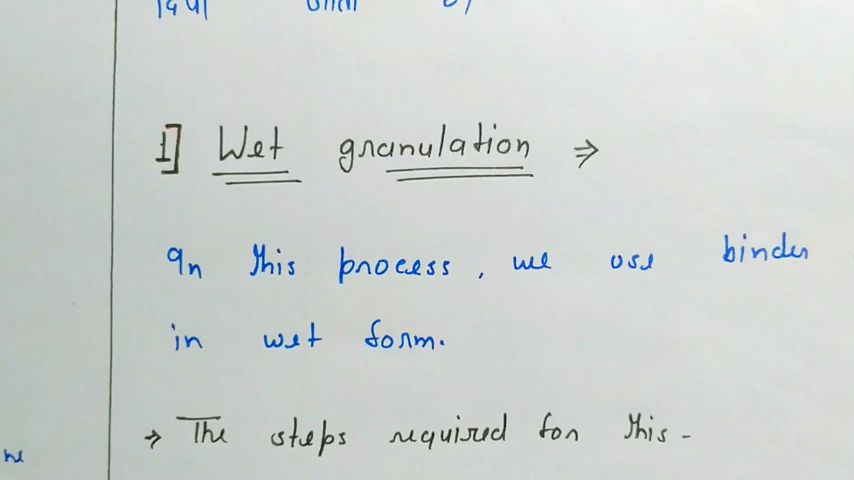 1] Wet granulation ⇒
In this process, we use binder
in wet form.
→ The steps required for this -